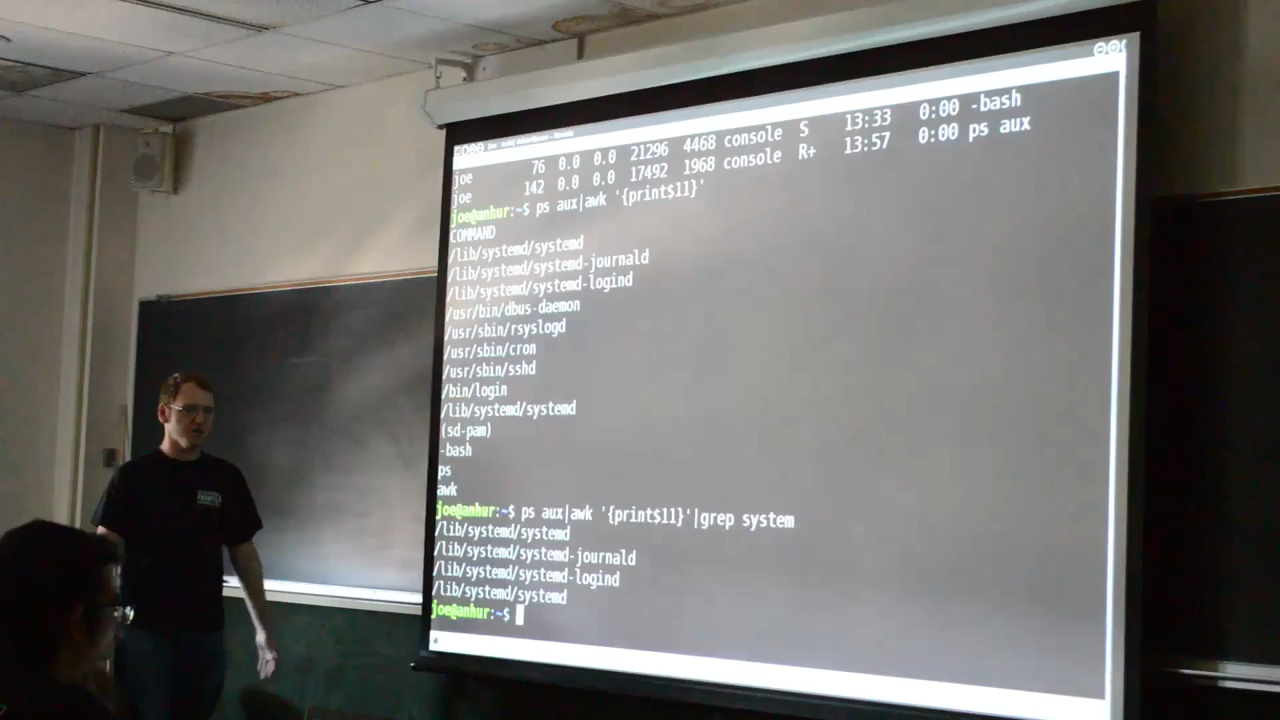 joe 76 0.0 0.0 21296 4468 console S 13:33 0:00 -bash
joe 142 0.0 0.0 17492 1968 console R+ 13:57 0:00 ps aux
joe@anhur:~$ ps aux|awk '{print$11}'
COMMAND
/lib/systemd/systemd
/lib/systemd/systemd-journald
/lib/systemd/systemd-logind
/usr/bin/dbus-daemon
/usr/sbin/rsyslogd
/usr/sbin/cron
/usr/sbin/sshd
/bin/login
/lib/systemd/systemd
(sd-pam)
-bash
ps
awk
joe@anhur:~$ ps aux|awk '{print$11}'|grep system
/lib/systemd/systemd
/lib/systemd/systemd-journald
/lib/systemd/systemd-logind
/lib/systemd/systemd
joe@anhur:~$